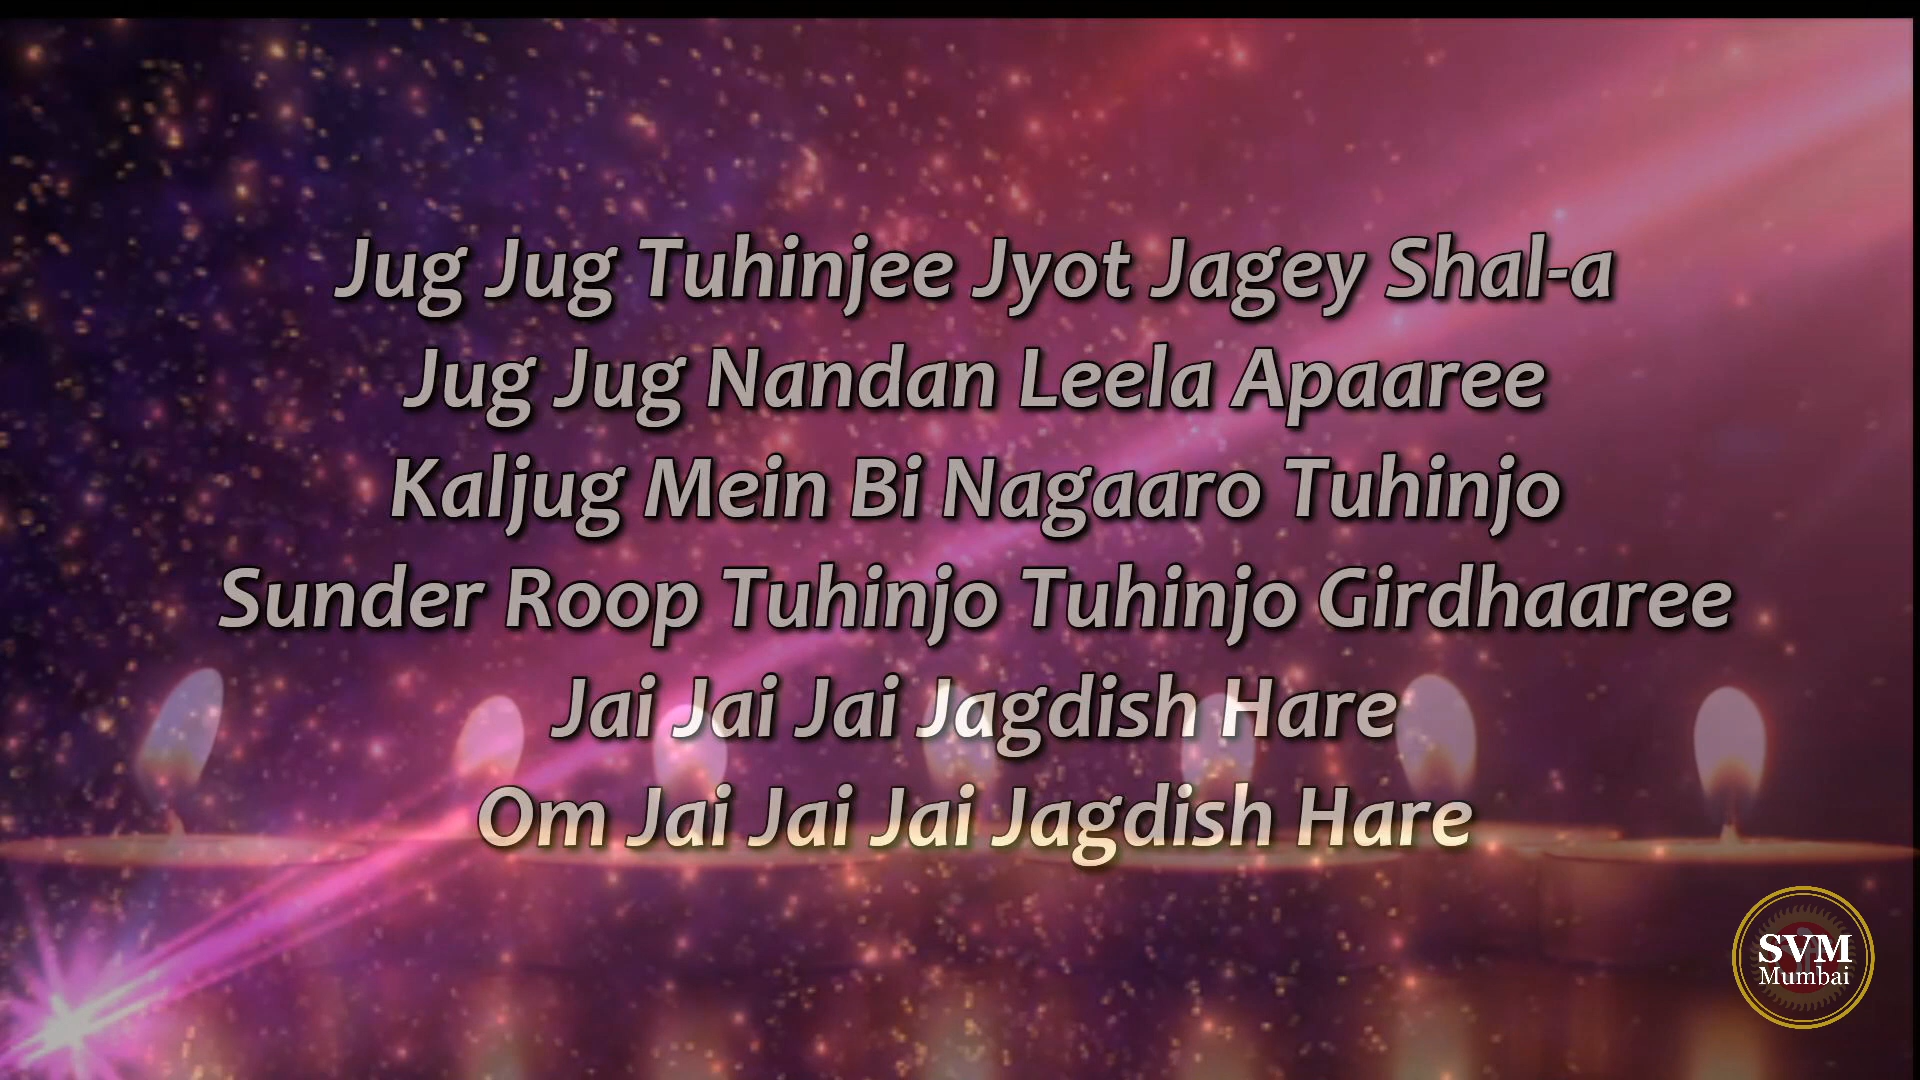 Jug Jug Tuhinjee Jyot Jagey Shal-a
Jug Jug Nandan Leela Apaaree
Kaljug Mein Bi Nagaaro Tuhinjo
Sunder Roop Tuhinjo Tuhinjo Girdhaaree
Jai Jai Jai Jagdish Hare
Om Jai Jai Jai Jagdish Hare
SVM
Mumbai